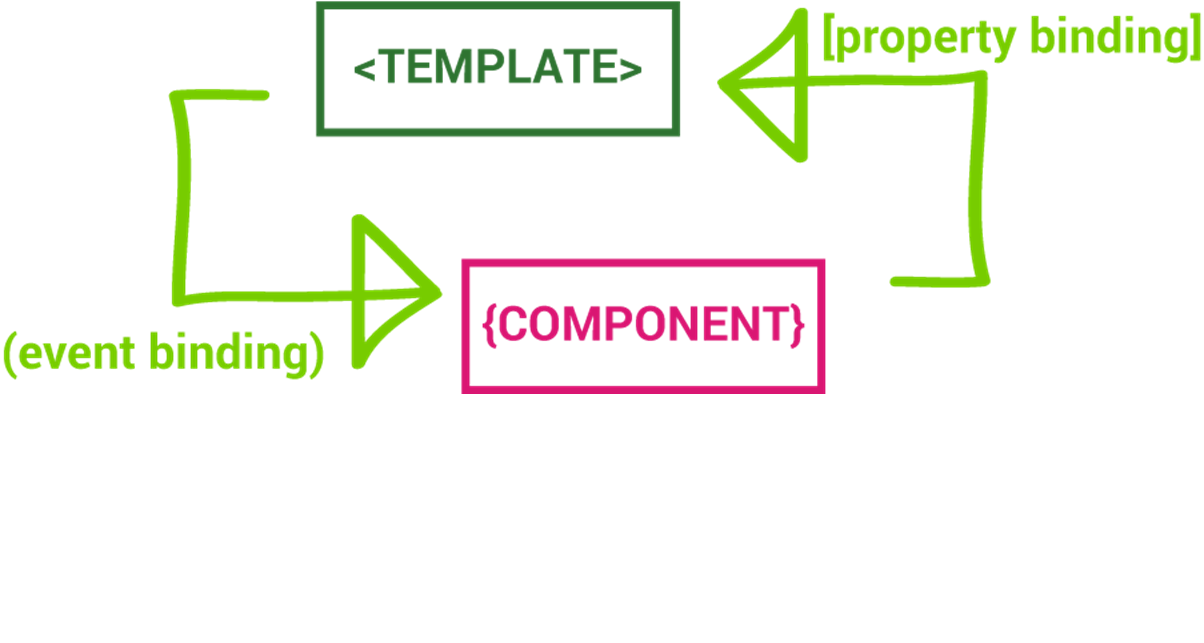 <TEMPLATE>
[property binding]
{COMPONENT}
(event binding)